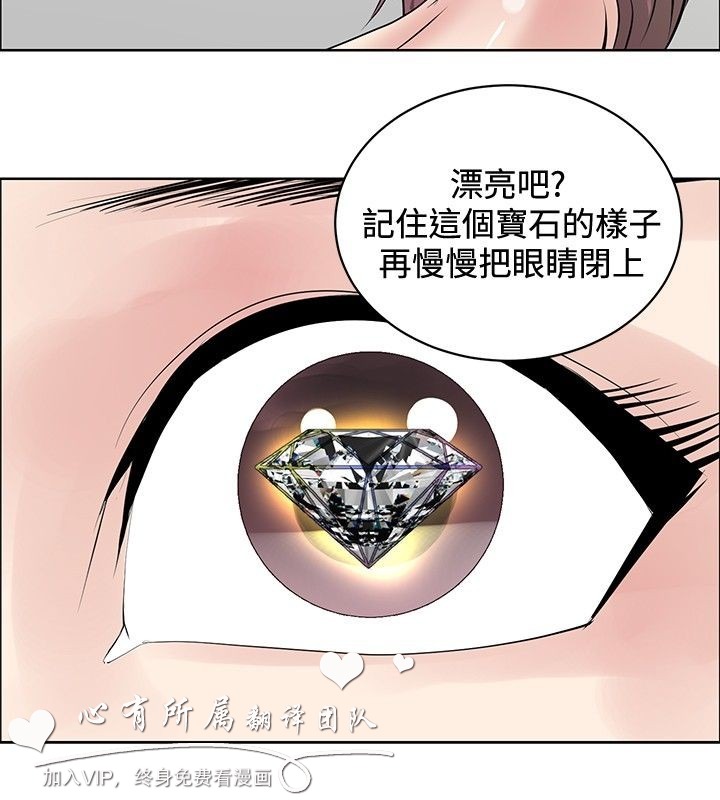 漂亮吧?
記住這個寶石的樣子
再慢慢把眼睛閉上
心有所属翻译团队
加入VIP，终身免费看漫画